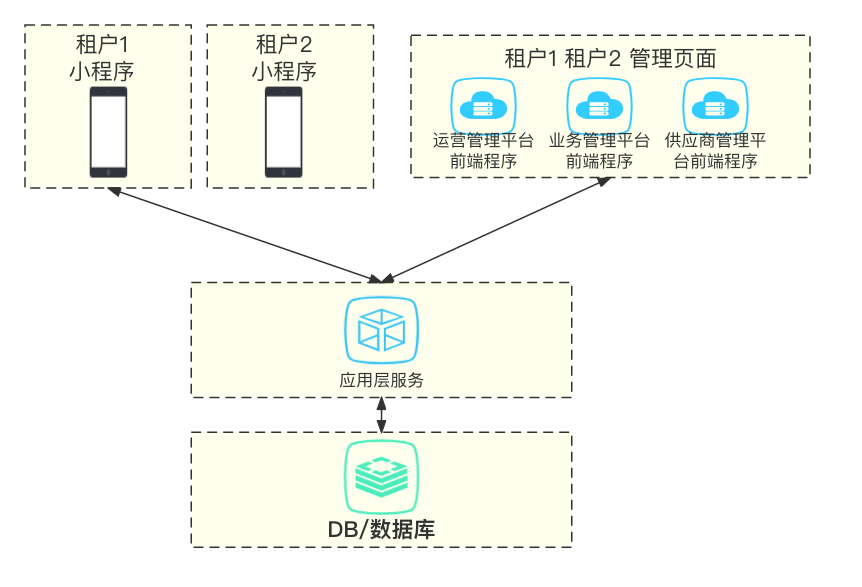 租户1
小程序
租户2
小程序
租户1 租户2 管理页面
运营管理平台
前端程序
业务管理平台
前端程序
供应商管理平
台前端程序
应用层服务
DB/数据库